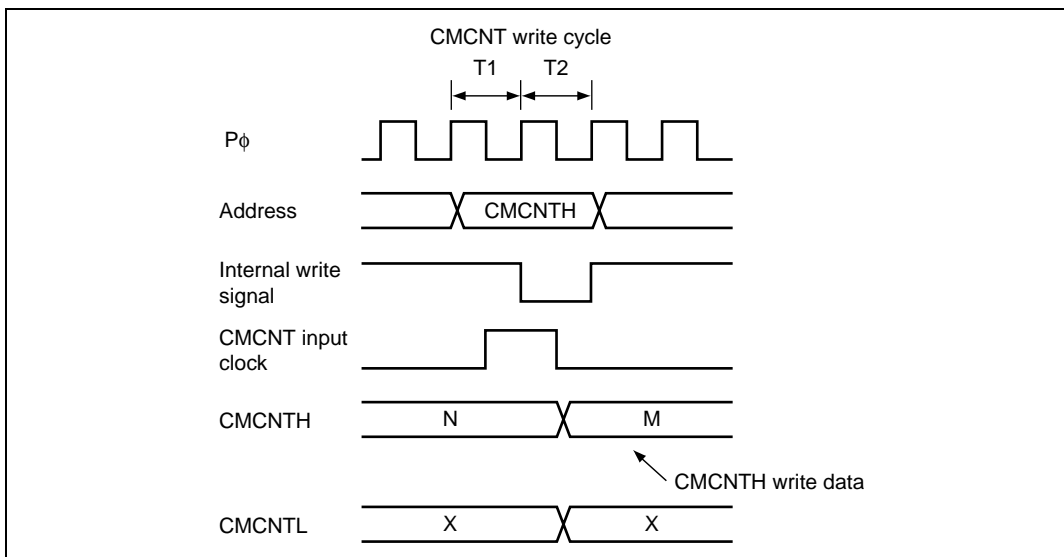 CMCNT write cycle
T1 T2
Pφ
Address CMCNTH
Internal write
signal
CMCNT input
clock
CMCNTH N M
CMCNTH write data
CMCNTL X X